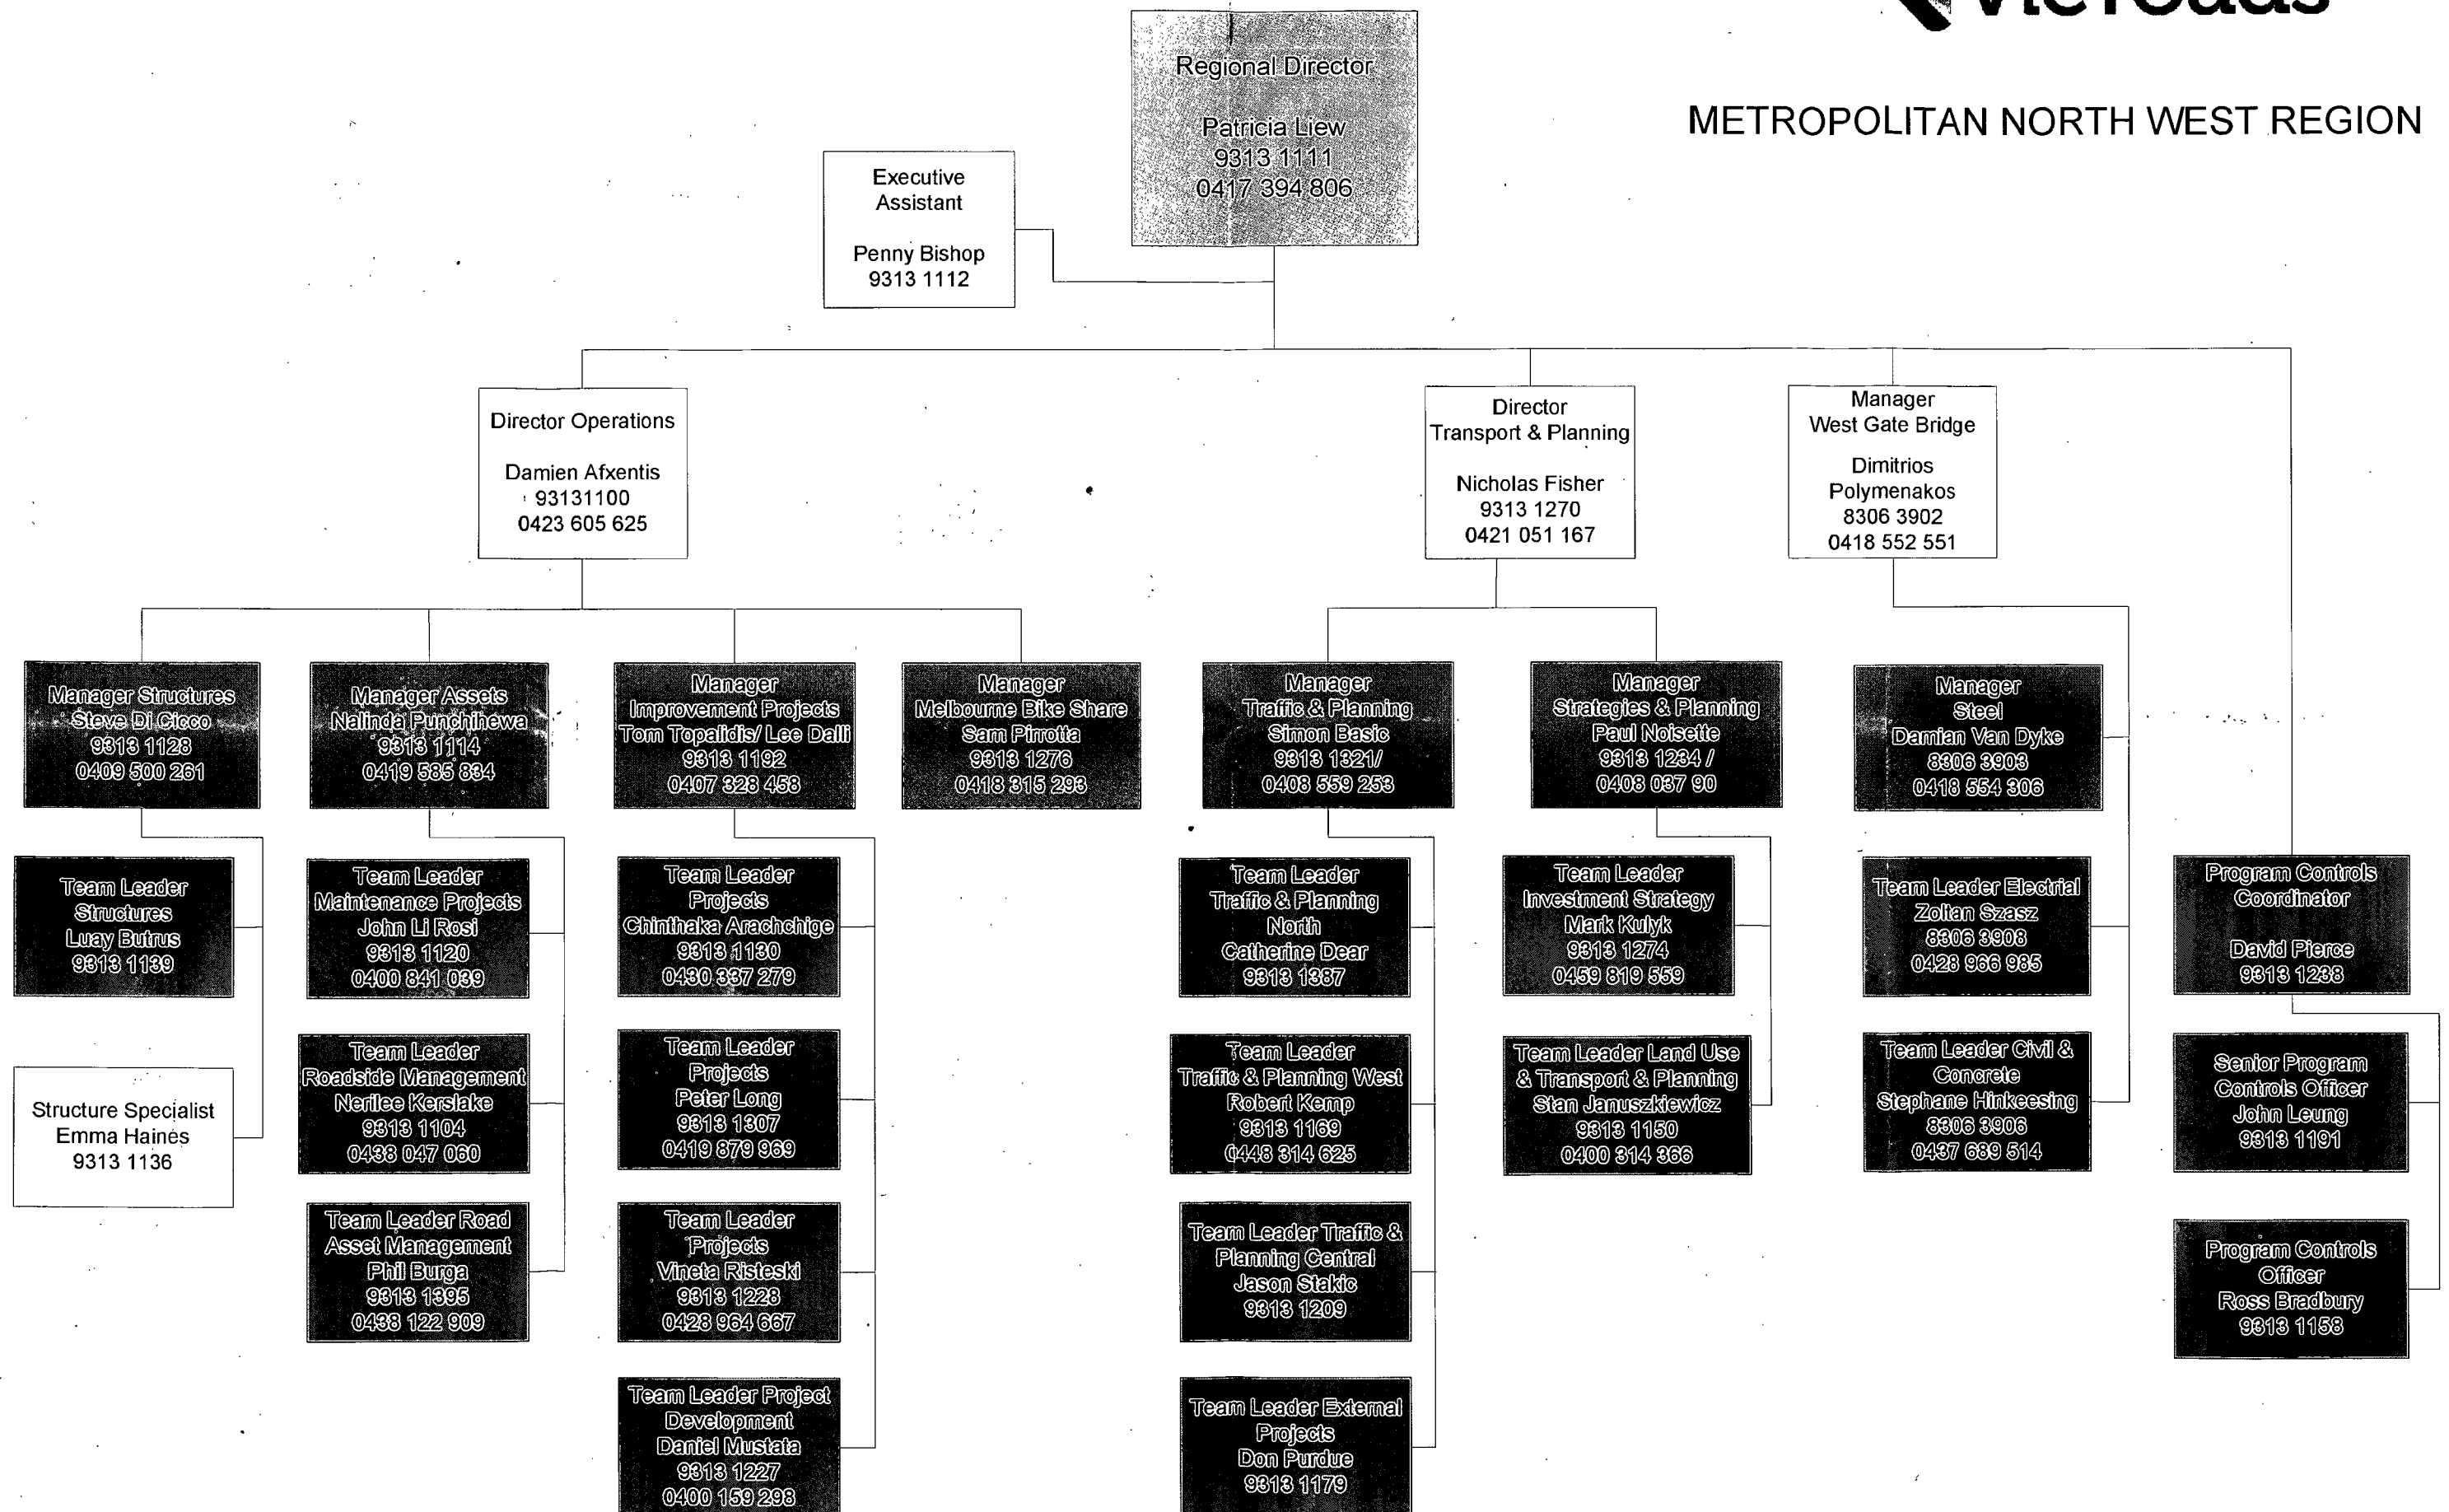 vicroads
METROPOLITAN NORTH WEST REGION
Regional Director
Patricia Liew
9313 1111
0417 394 806
Executive
Assistant
Penny Bishop
9313 1112
Director Operations
Damien Afxentis
93131100
0423 605 625
Director
Transport & Planning
Nicholas Fisher
9313 1270
0421 051 167
Manager
West Gate Bridge
Dimitrios
Polymenakos
8306 3902
0418 552 551
Manager Structures
Steve Di Cicco
9313 1128
0409 500 261
Manager Assets
Nalinda Punchihewa
9313 1114
0419 585 834
Manager
Improvement Projects
Tom Topalidis/ Lee Dalli
9313 1192
0407 328 458
Manager
Melbourne Bike Share
Sam Pirrotta
9313 1276
0418 315 293
Manager
Traffic & Planning
Simon Basic
9313 1321/
0408 559 253
Manager
Strategies & Planning
Paul Noisette
9313 1234 /
0408 037 90
Manager
Steel
Damian Van Dyke
8306 3903
0418 554 306
Team Leader
Structures
Luay Butrus
9313 1139
Team Leader
Maintenance Projects
John Li Rosi
9313 1120
0400 841 039
Team Leader
Projects
Chinthaka Arachchige
9313 1130
0430 337 279
Team Leader
Traffic & Planning
North
Catherine Dear
9313 1387
Team Leader
Investment Strategy
Mark Kulyk
9313 1274
0459 819 559
Team Leader Electrial
Zoltan Szasz
8306 3908
0428 966 985
Program Controls
Coordinator
David Pierce
9313 1238
Structure Specialist
Emma Haines
9313 1136
Team Leader
Roadside Management
Nerilee Kerslake
9313 1104
0438 047 060
Team Leader
Projects
Peter Long
9313 1307
0419 879 969
Team Leader
Traffic & Planning West
Robert Kemp
9313 1169
0448 314 625
Team Leader Land Use
& Transport & Planning
Stan Januszkiewicz
9313 1150
0400 314 366
Team Leader Civil &
Concrete
Stephane Hinkeesing
8306 3906
0437 689 514
Senior Program
Controls Officer
John Leung
9313 1191
Team Leader Road
Asset Management
Phil Burga
9313 1395
0438 122 909
Team Leader
Projects
Vineta Risteski
9313 1228
0428 964 667
Team Leader Traffic &
Planning Central
Jason Stakic
9313 1209
Program Controls
Officer
Ross Bradbury
9313 1158
Team Leader Project
Development
Daniel Mustata
9313 1227
0400 159 298
Team Leader External
Projects
Don Purdue
9313 1179